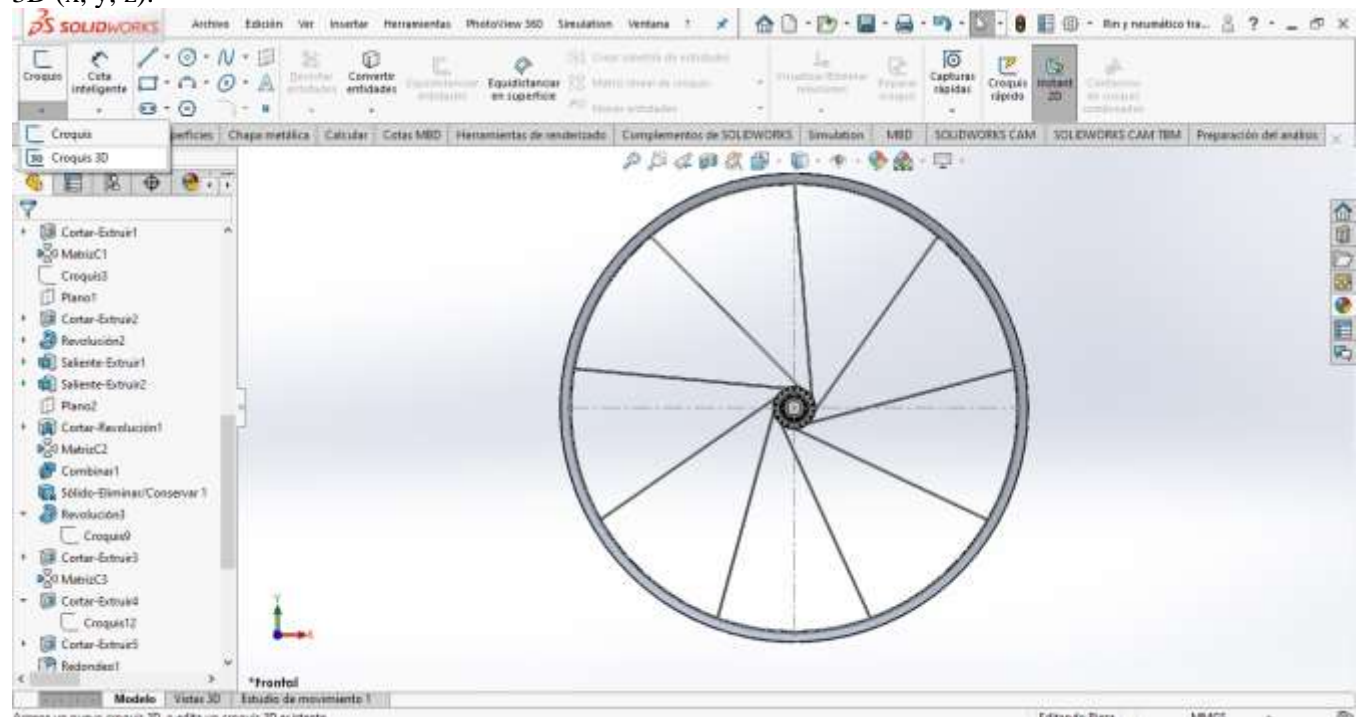 3D (x, y, z).
SOLIDWORKS Archivo Edición Ver Insertar Herramientas PhotoView 360 Simulation Ventana ? Rin y neumático tra... ?
Croquis Cota inteligente Convertir entidades Equidistanciar en superficie Capturas rápidas Croquis rápido Instant 2D
Croquis
Croquis 3D
perficies Chapa metálica Calcular Cotas MBD Herramientas de renderizado Complementos de SOLIDWORKS Simulation MBD SOLIDWORKS CAM SOLIDWORKS CAM TBM Preparación del análisis
Cortar-Extruir1
MatrizC1
Croquis3
Plano1
Cortar-Extruir2
Revolución2
Saliente-Extruir1
Saliente-Extruir2
Plano2
Cortar-Revolución1
MatrizC2
Combinar1
Sólido-Eliminar/Conservar 1
Revolución3
Croquis9
Cortar-Extruir3
MatrizC3
Cortar-Extruir4
Croquis12
Cortar-Extruir5
Redondeo1
Y
X
*Frontal
Modelo Vistas 3D Estudio de movimiento 1